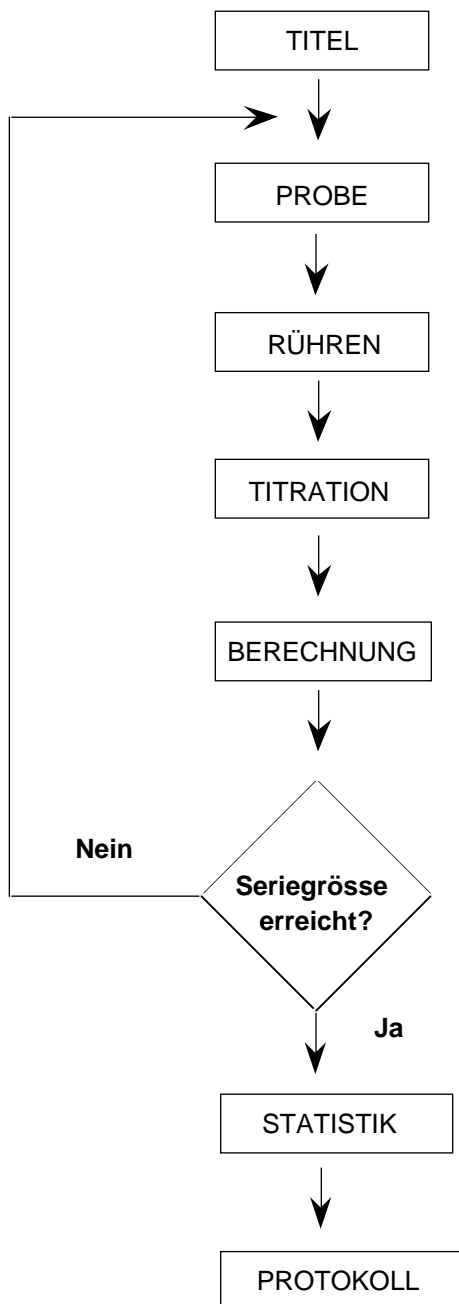 TITEL
PROBE
RÜHREN
TITRATION
BERECHNUNG
Nein
Seriegrösse
erreicht?
Ja
STATISTIK
PROTOKOLL